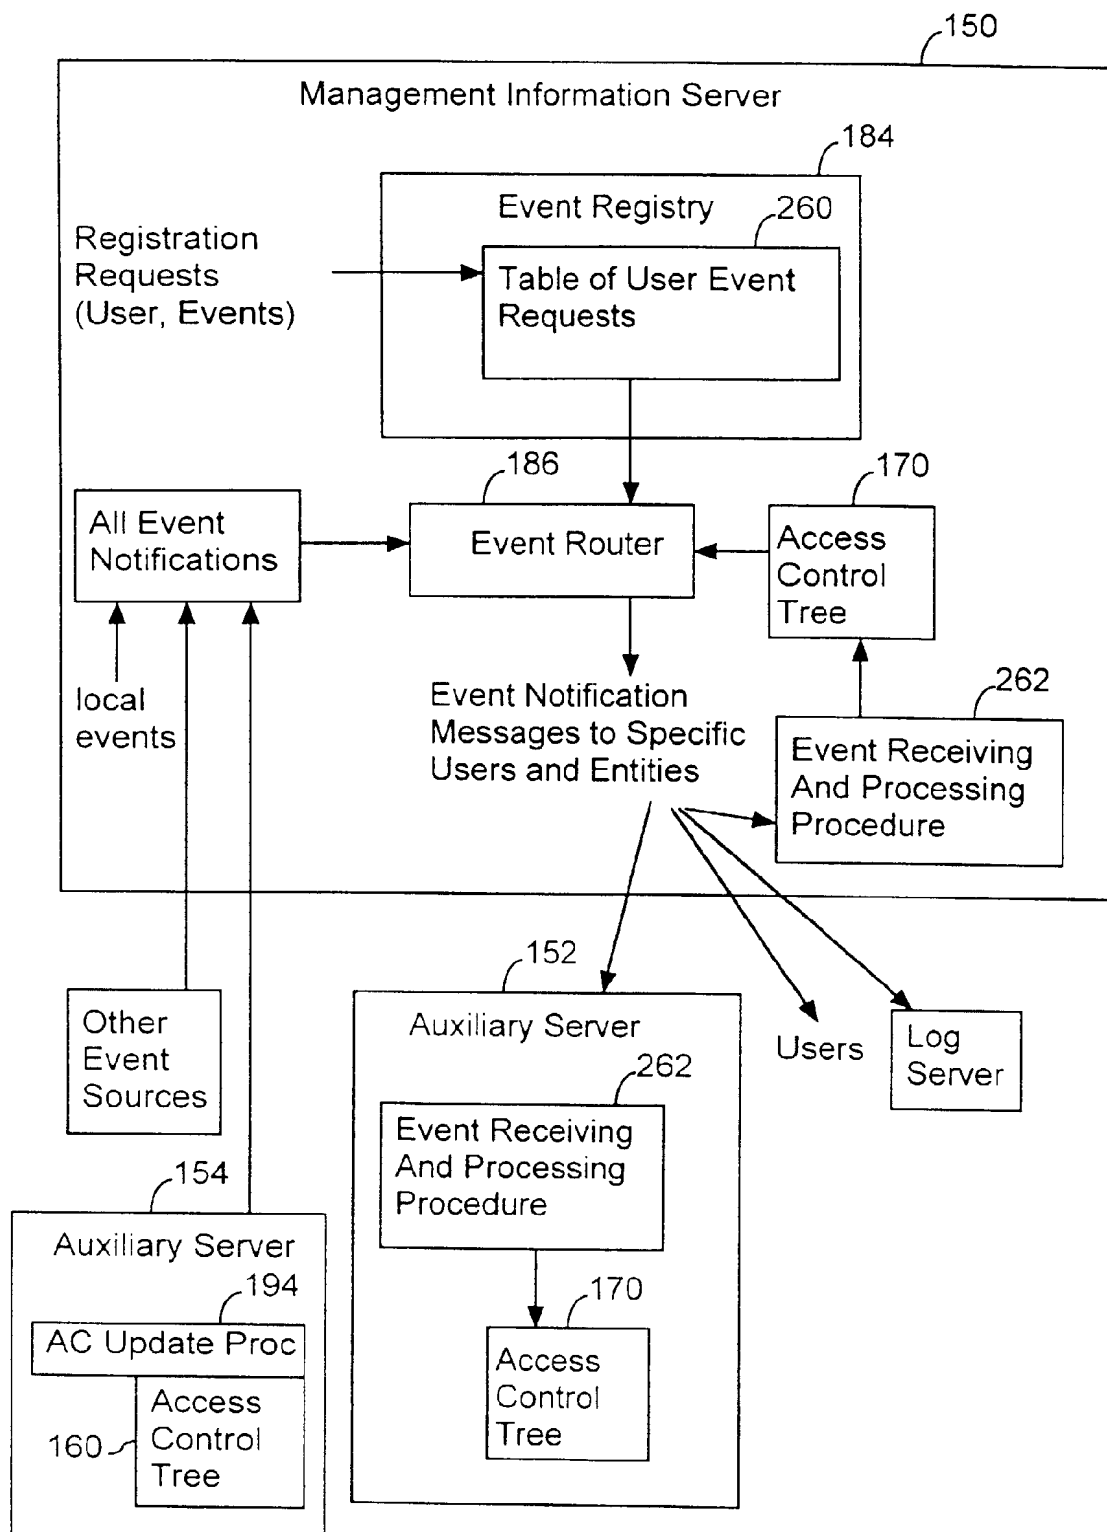 150
Management Information Server
184
Event Registry
260
Registration
Requests
(User, Events)
Table of User Event
Requests
186
170
All Event
Notifications
Event Router
Access
Control
Tree
local
events
Event Notification
Messages to Specific
Users and Entities
262
Event Receiving
And Processing
Procedure
152
Other
Event
Sources
Auxiliary Server
Users
Log
Server
262
Event Receiving
And Processing
Procedure
154
Auxiliary Server
194
AC Update Proc
170
Access
Control
Tree
160
Access
Control
Tree